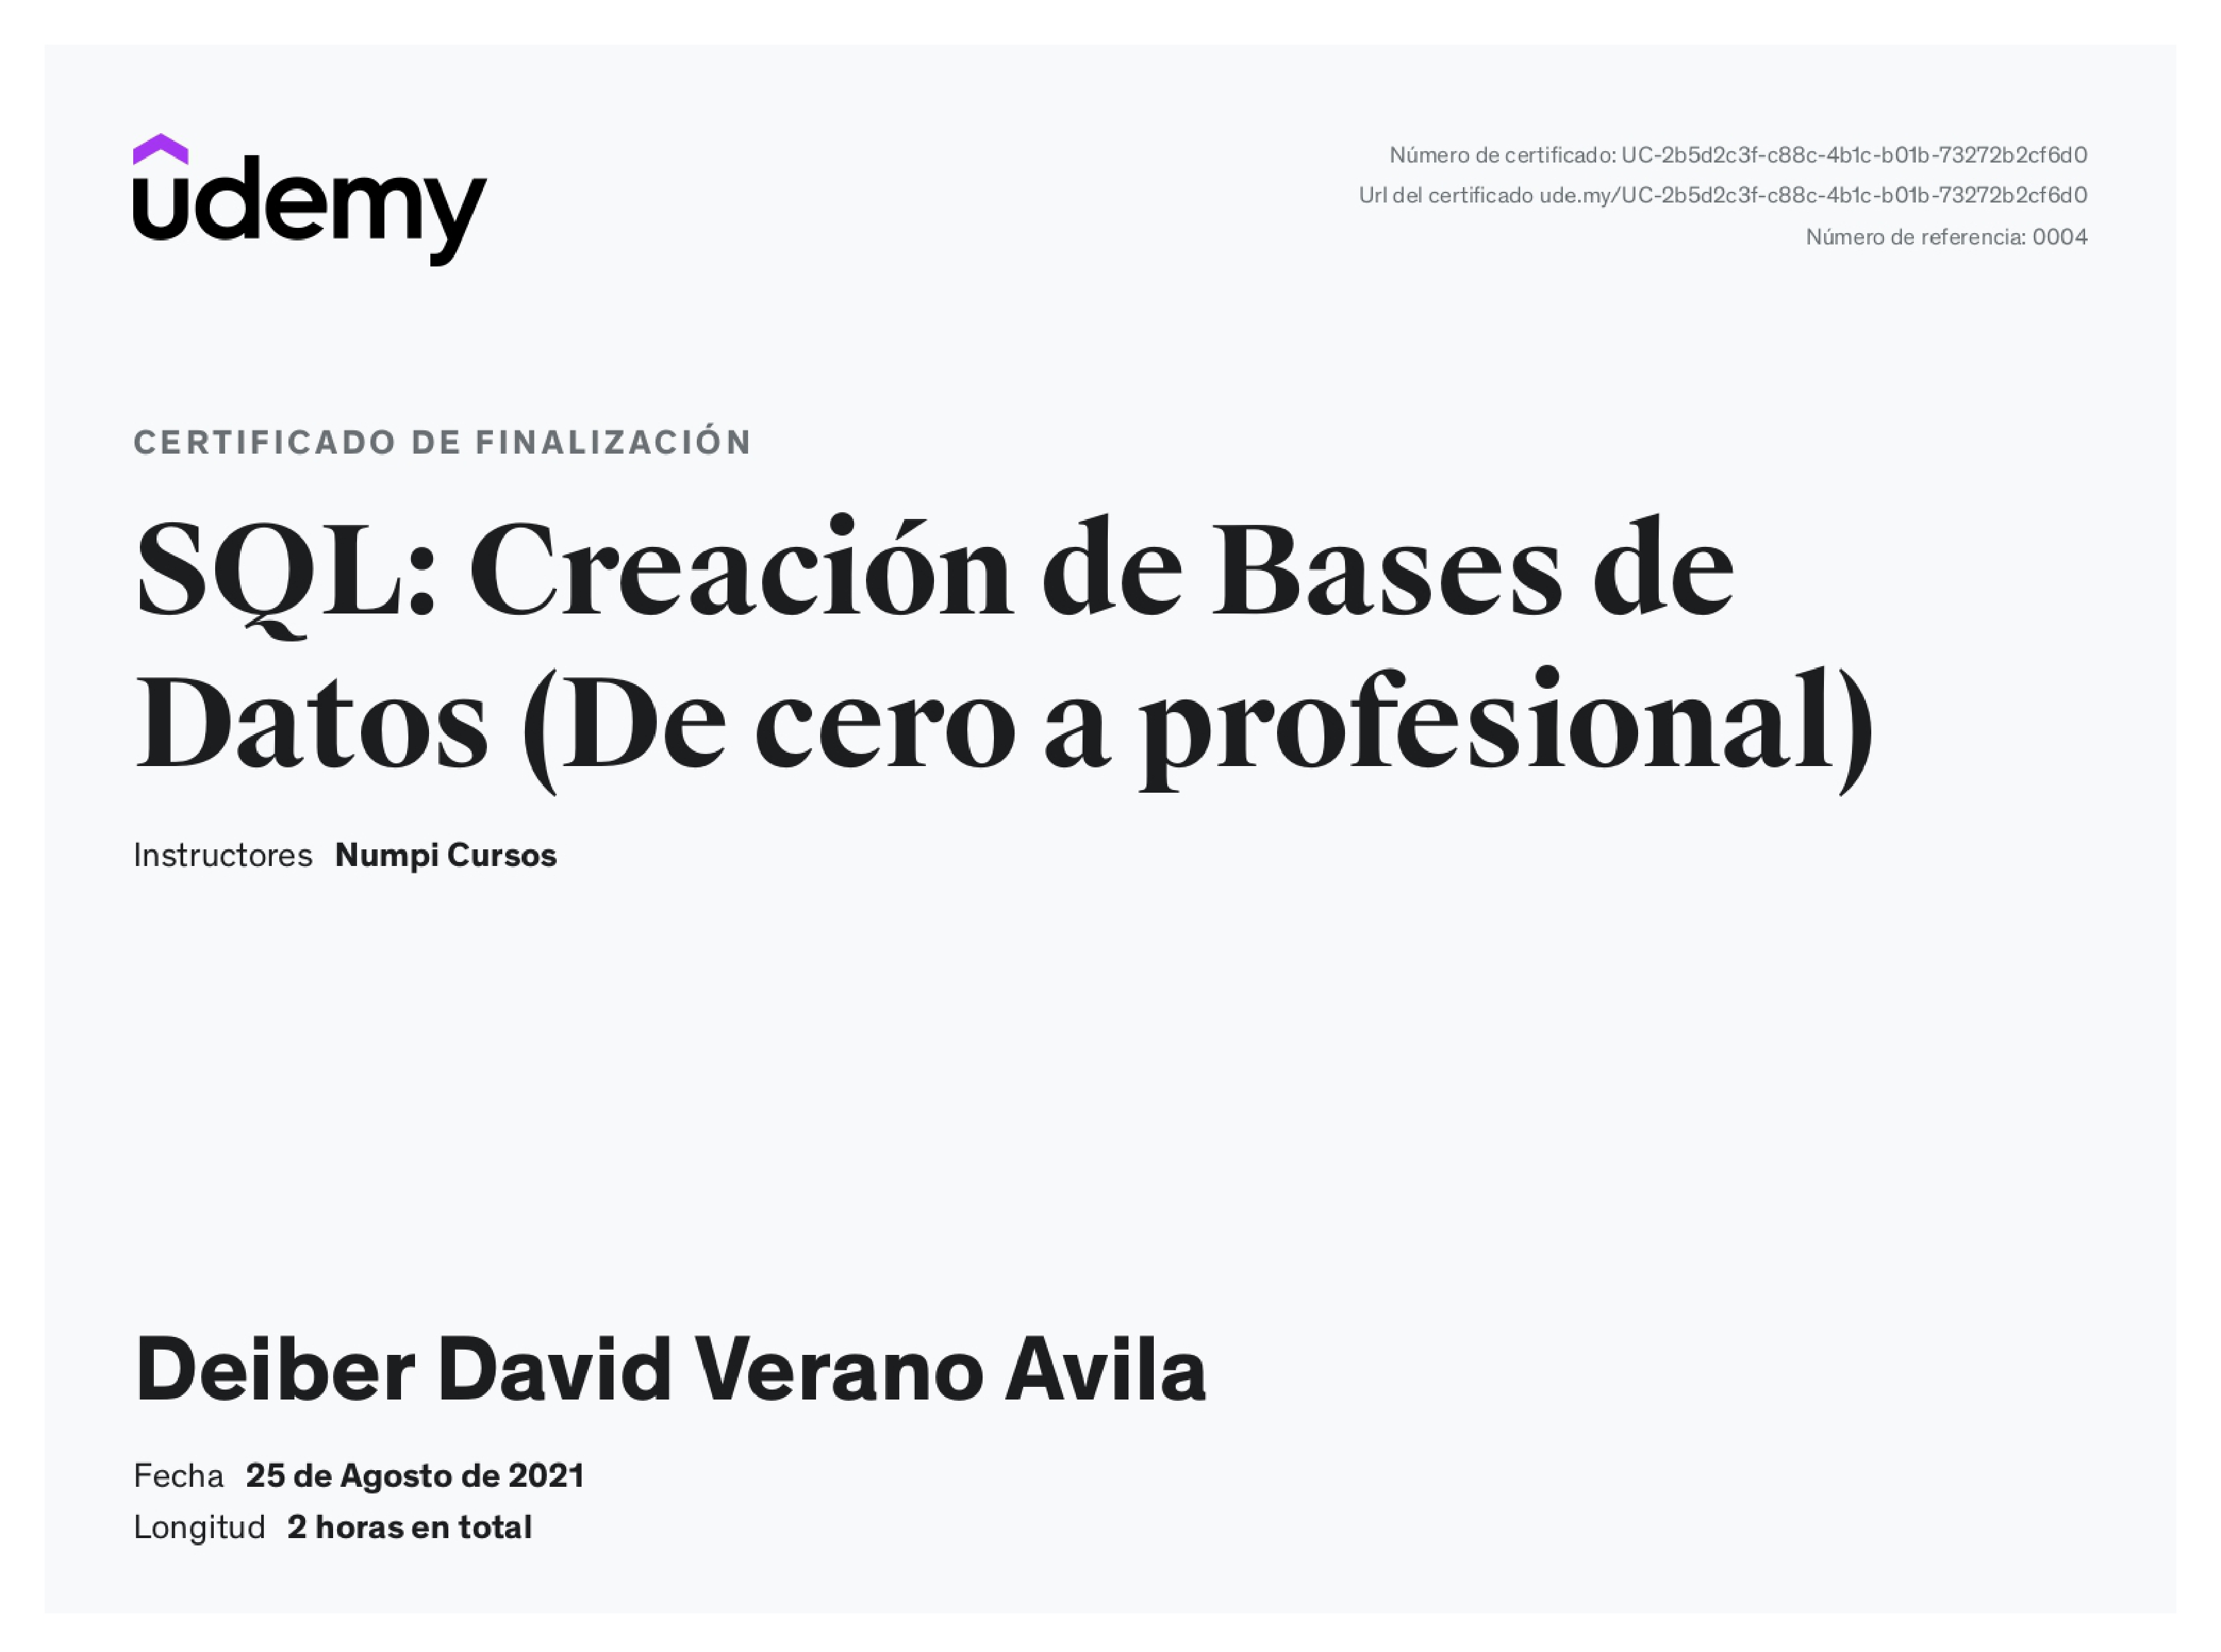 udemy
Número de certificado: UC-2b5d2c3f-c88c-4b1c-b01b-73272b2cf6d0
Url del certificado ude.my/UC-2b5d2c3f-c88c-4b1c-b01b-73272b2cf6d0
Número de referencia: 0004
CERTIFICADO DE FINALIZACIÓN
SQL: Creación de Bases de
Datos (De cero a profesional)
Instructores Numpi Cursos
Deiber David Verano Avila
Fecha 25 de Agosto de 2021
Longitud 2 horas en total